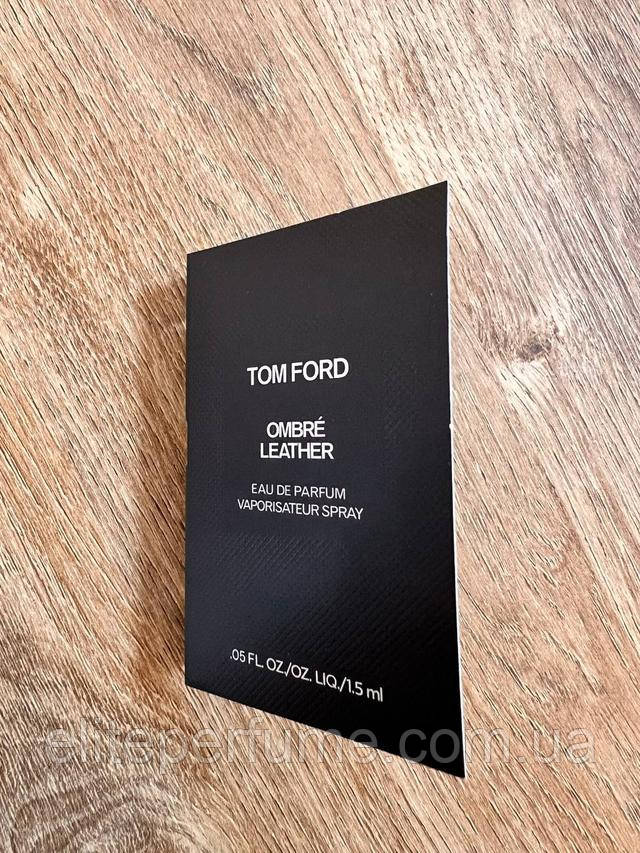 TOM FORD
OMBRÉ
LEATHER
EAU DE PARFUM
VAPORISATEUR SPRAY
.05 FL. OZ./OZ. LIQ./1.5 ml
eliteperfume.com.ua